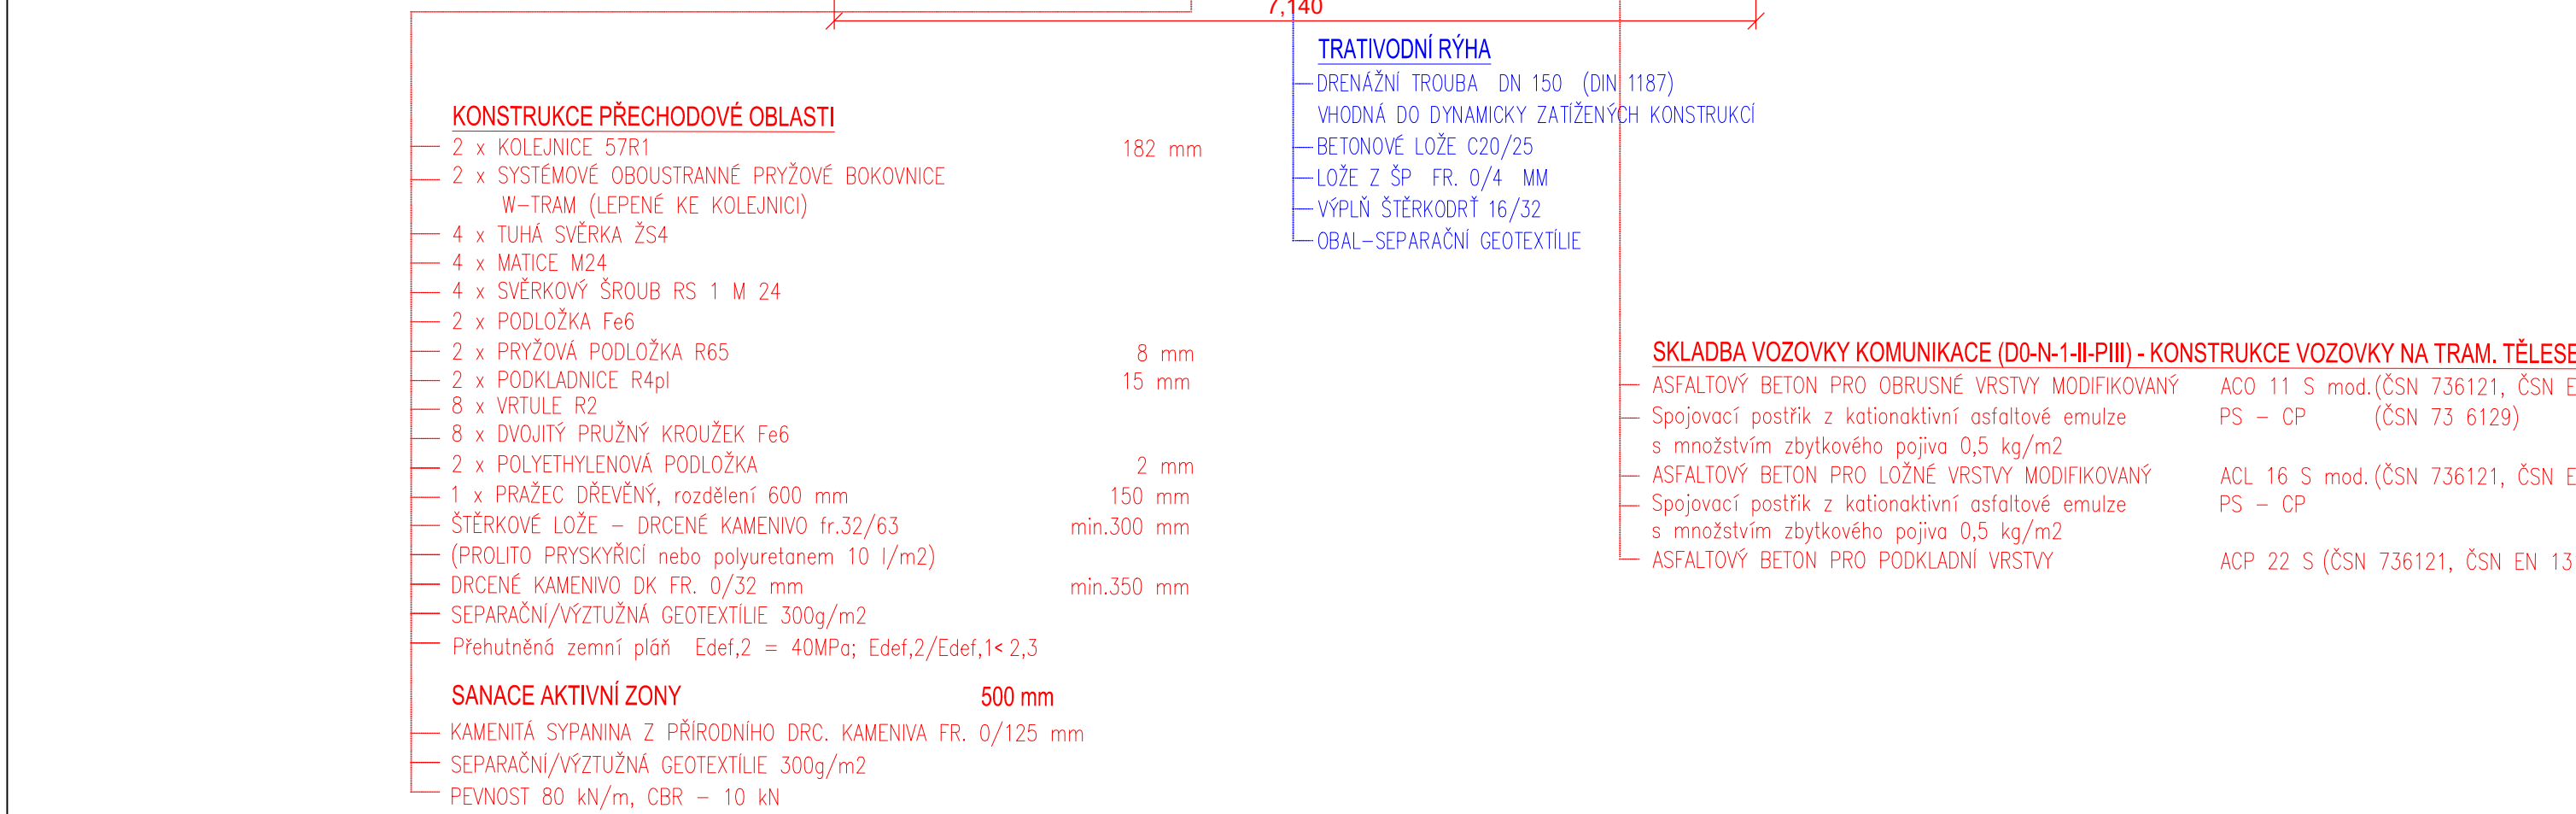 7,140
KONSTRUKCE PŘECHODOVÉ OBLASTI
2 x KOLEJNICE 57R1 182 mm
2 x SYSTÉMOVÉ OBOUSTRANNÉ PRYŽOVÉ BOKOVNICE
W-TRAM (LEPENÉ KE KOLEJNICI)
4 x TUHÁ SVĚRKA ŽS4
4 x MATICE M24
4 x SVĚRKOVÝ ŠROUB RS 1 M 24
2 x PODLOŽKA Fe6
2 x PRYŽOVÁ PODLOŽKA R65 8 mm
2 x PODKLADNICE R4pl 15 mm
8 x VRTULE R2
8 x DVOJITÝ PRUŽNÝ KROUŽEK Fe6
2 x POLYETHYLENOVÁ PODLOŽKA 2 mm
1 x PRAŽEC DŘEVĚNÝ, rozdělení 600 mm 150 mm
ŠTĚRKOVÉ LOŽE - DRCENÉ KAMENIVO fr.32/63 min.300 mm
(PROLITO PRYSKYŘICÍ nebo polyuretanem 10 l/m2)
DRCENÉ KAMENIVO DK FR. 0/32 mm min.350 mm
SEPARAČNÍ/VÝZTUŽNÁ GEOTEXTÍLIE 300g/m2
Přehutněná zemní pláň Edef,2 = 40MPa; Edef,2/Edef,1< 2,3
SANACE AKTIVNÍ ZONY 500 mm
KAMENITÁ SYPANINA Z PŘÍRODNÍHO DRC. KAMENIVA FR. 0/125 mm
SEPARAČNÍ/VÝZTUŽNÁ GEOTEXTÍLIE 300g/m2
PEVNOST 80 kN/m, CBR - 10 kN
TRATIVODNÍ RÝHA
DRENÁŽNÍ TROUBA DN 150 (DIN 1187)
VHODNÁ DO DYNAMICKY ZATÍŽENÝCH KONSTRUKCÍ
BETONOVÉ LOŽE C20/25
LOŽE Z ŠP FR. 0/4 MM
VÝPLŇ ŠTĚRKODRŤ 16/32
OBAL-SEPARAČNÍ GEOTEXTÍLIE
SKLADBA VOZOVKY KOMUNIKACE (D0-N-1-II-PIII) - KONSTRUKCE VOZOVKY NA TRAM. TĚLESE
ASFALTOVÝ BETON PRO OBRUSNÉ VRSTVY MODIFIKOVANÝ ACO 11 S mod. (ČSN 736121, ČSN E
Spojovací postřik z kationaktivní asfaltové emulze PS - CP (ČSN 73 6129)
s množstvím zbytkového pojiva 0,5 kg/m2
ASFALTOVÝ BETON PRO LOŽNÉ VRSTVY MODIFIKOVANÝ ACL 16 S mod. (ČSN 736121, ČSN E
Spojovací postřik z kationaktivní asfaltové emulze PS - CP
s množstvím zbytkového pojiva 0,5 kg/m2
ASFALTOVÝ BETON PRO PODKLADNÍ VRSTVY ACP 22 S (ČSN 736121, ČSN EN 13